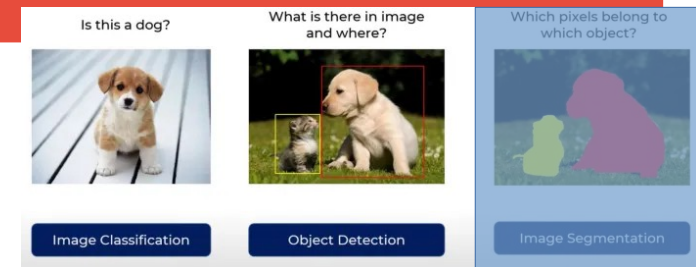 Is this a dog?
What is there in image
and where?
Which pixels belong to
which object?
Image Classification
Object Detection
Image Segmentation